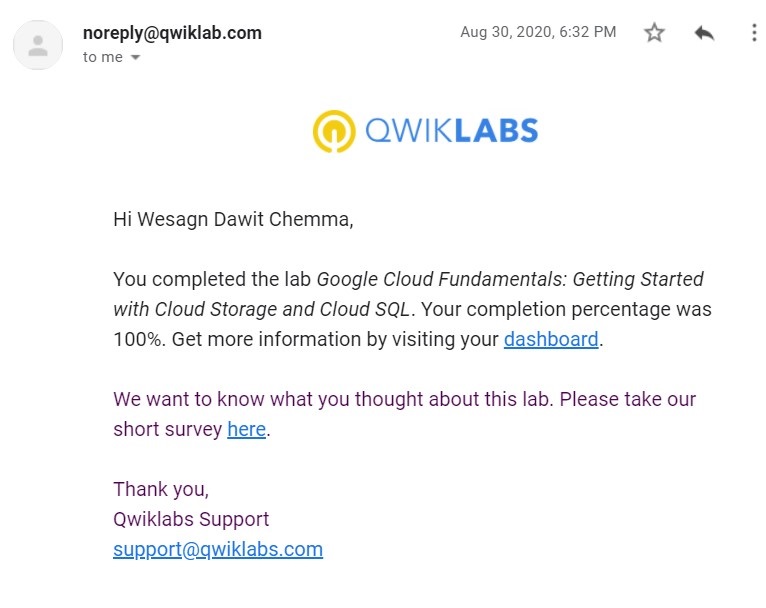 noreply@qwiklab.com
Aug 30, 2020, 6:32 PM
to me
QWIKLABS
Hi Wesagn Dawit Chemma,
You completed the lab Google Cloud Fundamentals: Getting Started
with Cloud Storage and Cloud SQL. Your completion percentage was
100%. Get more information by visiting your dashboard.
We want to know what you thought about this lab. Please take our
short survey here.
Thank you,
Qwiklabs Support
support@qwiklabs.com